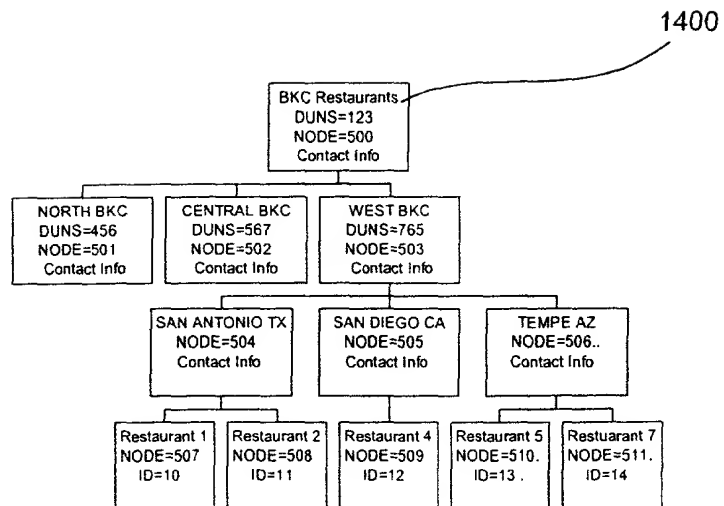 1400
BKC Restaurants
DUNS=123
NODE=500
Contact Info
NORTH BKC
DUNS=456
NODE=501
Contact Info
CENTRAL BKC
DUNS=567
NODE=502
Contact Info
WEST BKC
DUNS=765
NODE=503
Contact Info
SAN ANTONIO TX
NODE=504
Contact Info
SAN DIEGO CA
NODE=505
Contact Info
TEMPE AZ
NODE=506..
Contact Info
Restaurant 1
NODE=507
ID=10
Restaurant 2
NODE=508
ID=11
Restaurant 4
NODE=509
ID=12
Restaurant 5
NODE=510.
ID=13 .
Restuarant 7
NODE=511.
ID=14